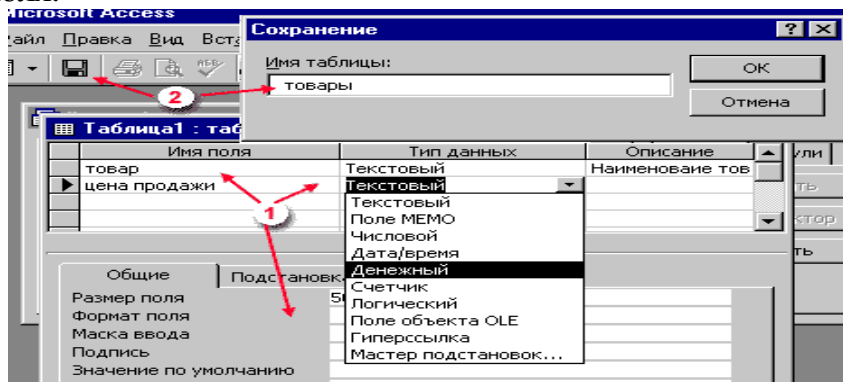 Microsoft Access
Файл Правка Вид Вста
Сохранение
Имя таблицы:
товары
ОК
Отмена
2
Таблица1 : таб
Имя поля Тип данных Описание
товар Текстовый Наименоваие тов
цена продажи Текстовый
Текстовый
Поле МЕМО
Числовой
Дата/время
Денежный
Счетчик
Логический
Поле объекта OLE
Гиперссылка
Мастер подстановок...
1
Общие Подстановк
Размер поля 50
Формат поля
Маска ввода
Подпись
Значение по умолчанию
ули
ть
ктор
ть